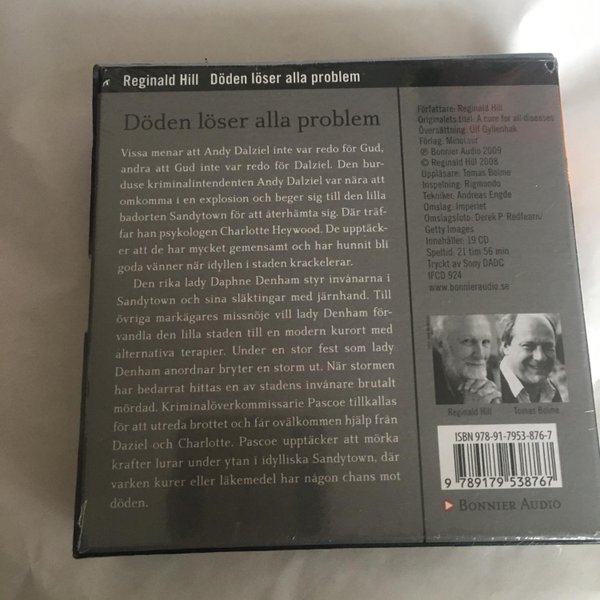 Reginald Hill Döden löser alla problem
Döden löser alla problem
Vissa menar att Andy Dalziel inte var redo för Gud,
andra att Gud inte var redo för Dalziel. Den bur-
duse kriminalintendenten Andy Dalziel var nära att
omkomma i en explosion och beger sig till den lilla
badorten Sandytown för att återhämta sig. Där träf-
far han psykologen Charlotte Heywood. De upptäck-
er att de har mycket gemensamt och har hunnit bli
goda vänner när idyllen i staden krackelerar.
Den rika lady Daphne Denham styr invånarna i
Sandytown och sina släktingar med järnhand. Till
övriga markägares missnöje vill lady Denham för-
vandla den lilla staden till en modern kurort med
alternativa terapier. Under en stor fest som lady
Denham anordnar bryter en storm ut. När stormen
har bedarrat hittas en av stadens invånare brutalt
mördad. Kriminalöverkommissarie Pascoe tillkallas
för att utreda brottet och får ovälkommen hjälp från
Daziel och Charlotte. Pascoe upptäcker att mörka
krafter lurar under ytan i idylliska Sandytown, där
varken kurer eller läkemedel har någon chans mot
döden.
Författare: Reginald Hill
Originalets titel: A cure for all diseases
Översättning: Ulf Gyllenhak
Förlag: Minotaur
℗ Bonnier Audio 2009
© Reginald Hill 2008
Uppläsare: Tomas Bolme
Inspelning: Rigmondo
Tekniker: Andreas Engde
Omslag: Imperiet
Omslagsfoto: Derek P Redfearn/
Getty Images
Innehåller: 19 CD
Speltid: 21 tim 56 min
Tryckt av Sony DADC
IFCD 924
www.bonnieraudio.se
Reginald Hill Tomas Bolme
ISBN 978-91-7953-876-7
9 789179 538767
BONNIER AUDIO